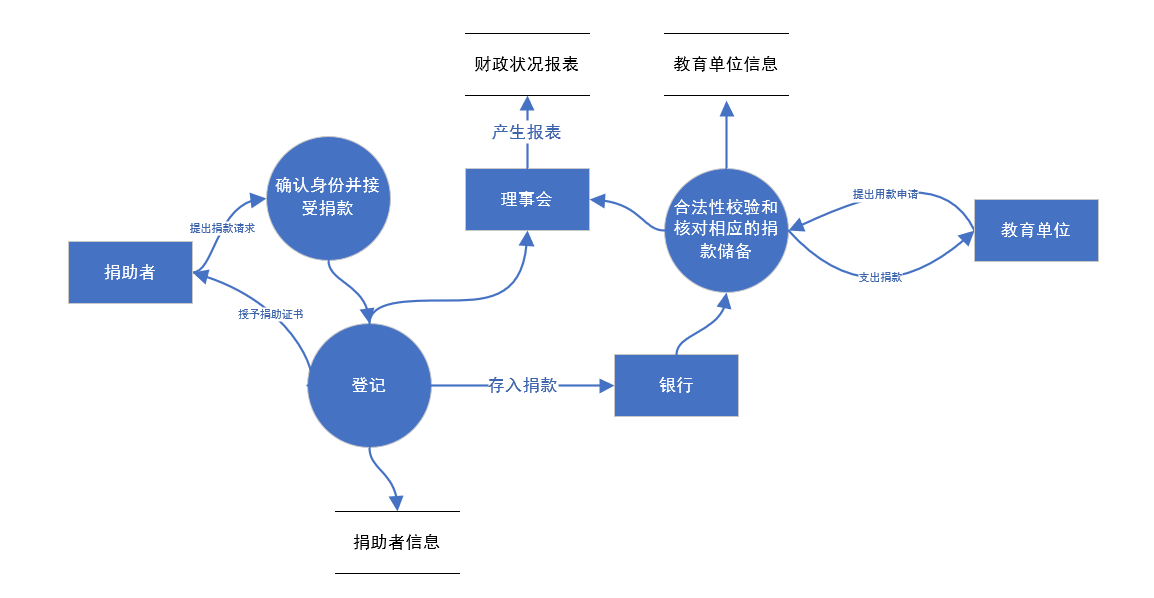 财政状况报表
教育单位信息
产生报表
确认身份并接
受捐款
理事会
合法性校验和
核对相应的捐
款储备
提出用款申请
教育单位
提出捐款请求
捐助者
支出捐款
授予捐助证书
登记
存入捐款
银行
捐助者信息